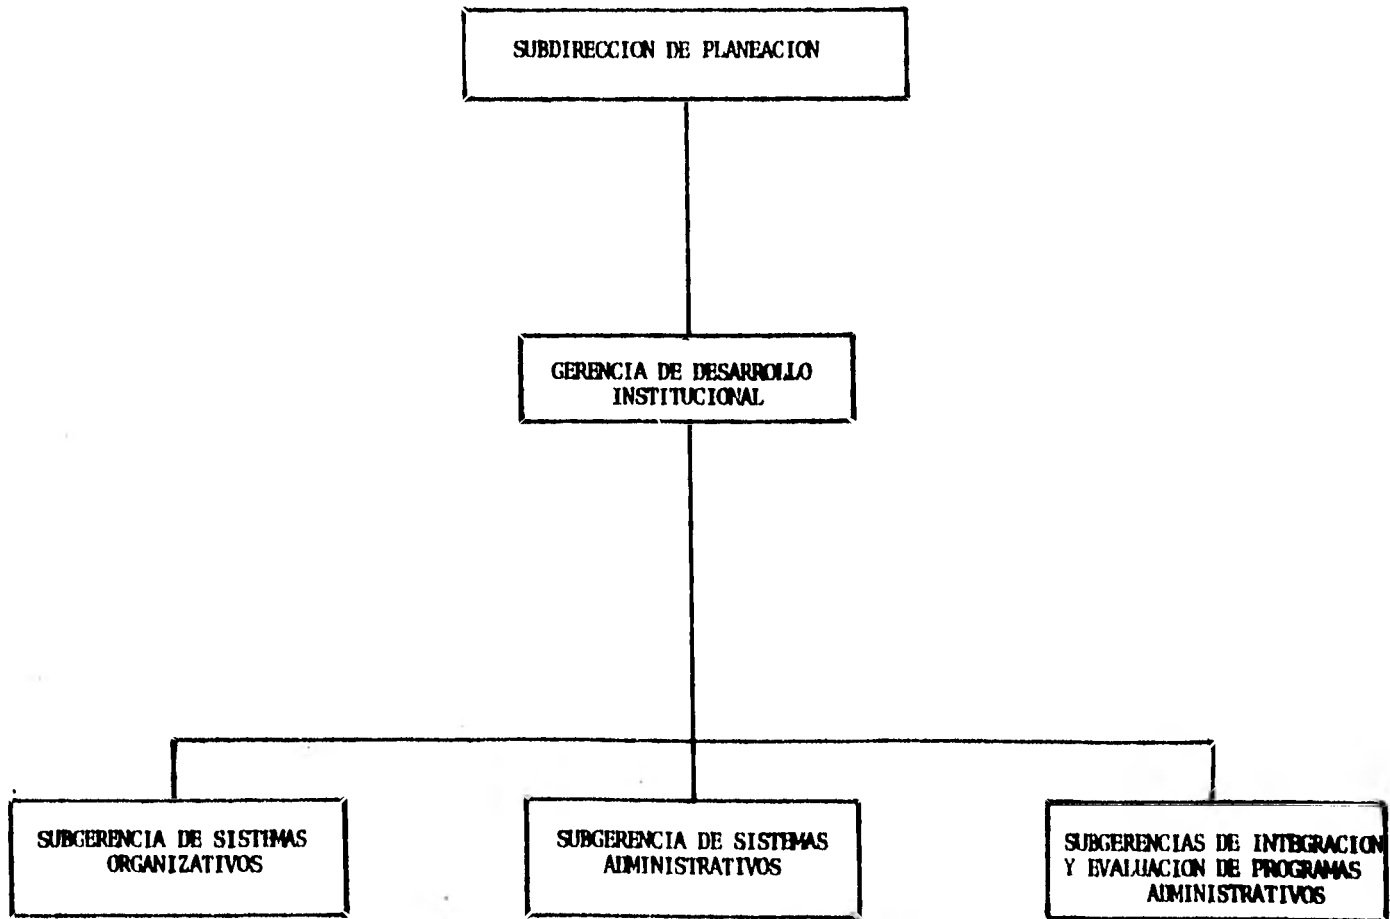 SUBDIRECCION DE PLANEACION
GERENCIA DE DESARROLLO
INSTITUCIONAL
SUBGERENCIA DE SISTEMAS
ORGANIZATIVOS
SUBGERENCIA DE SISTEMAS
ADMINISTRATIVOS
SUBGERENCIAS DE INTEGRACION
Y EVALUACION DE PROGRAMAS
ADMINISTRATIVOS